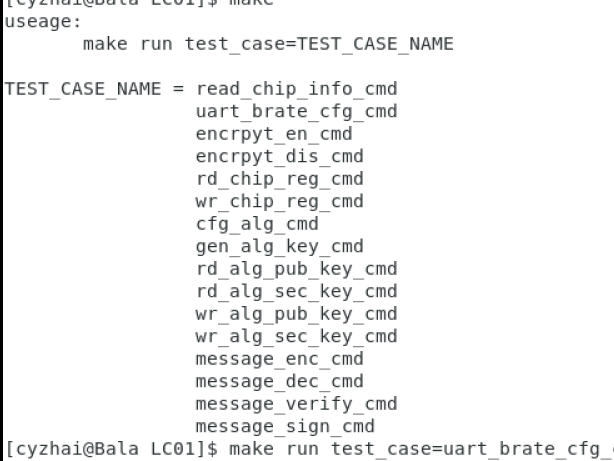 [cyzhai@Bala LC01]$ make
useage:
        make run test_case=TEST_CASE_NAME
TEST_CASE_NAME = read_chip_info_cmd
                 uart_brate_cfg_cmd
                 encrpyt_en_cmd
                 encrpyt_dis_cmd
                 rd_chip_reg_cmd
                 wr_chip_reg_cmd
                 cfg_alg_cmd
                 gen_alg_key_cmd
                 rd_alg_pub_key_cmd
                 rd_alg_sec_key_cmd
                 wr_alg_pub_key_cmd
                 wr_alg_sec_key_cmd
                 message_enc_cmd
                 message_dec_cmd
                 message_verify_cmd
                 message_sign_cmd
[cyzhai@Bala LC01]$ make run test_case=uart_brate_cfg_